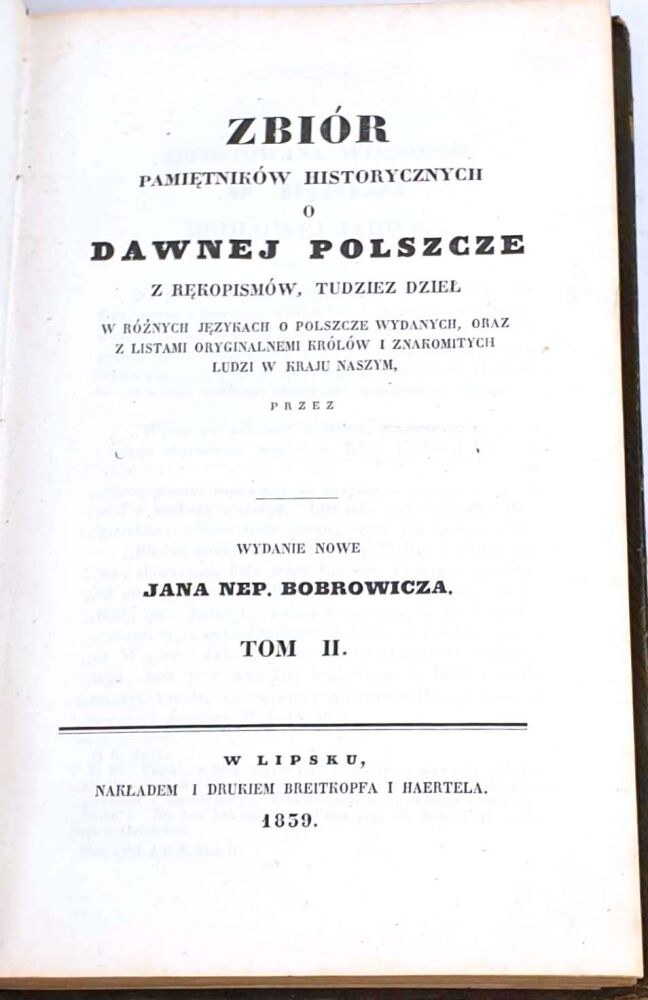 ZBIÓR
PAMIĘTNIKÓW HISTORYCZNYCH
O
DAWNEJ POLSZCZE
Z RĘKOPISMÓW, TUDZIEZ DZIEŁ
W RÓŻNYCH JĘZYKACH O POLSZCZE WYDANYCH, ORAZ
Z LISTAMI ORYGINALNEMI KRÓLÓW I ZNAKOMITYCH
LUDZI W KRAJU NASZYM,
PRZEZ
WYDANIE NOWE
JANA NEP. BOBROWICZA.
TOM II.
W LIPSKU,
NAKŁADEM I DRUKIEM BREITKOPFA I HAERTELA.
1839.